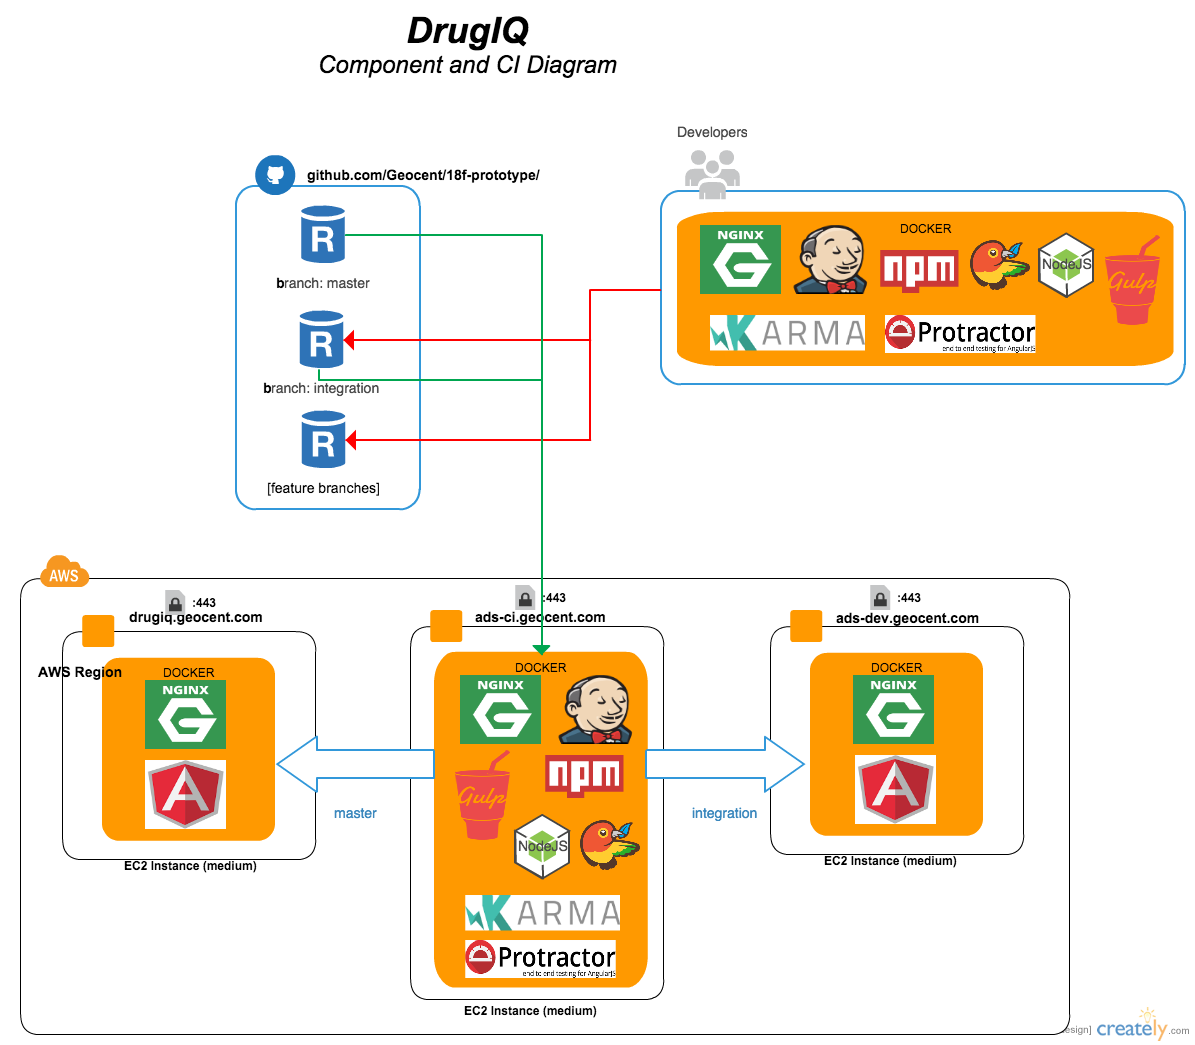 DrugIQ
Component and CI Diagram
Developers
github.com/Geocent/18f-prototype/
R
branch: master
R
branch: integration
R
[feature branches]
DOCKER
NGINX
G
npm
NodeJS
Gulp
KARMA
Protractor
end to end testing for AngularJS
AWS
:443
drugiq.geocent.com
:443
ads-ci.geocent.com
:443
ads-dev.geocent.com
AWS Region
DOCKER
NGINX
G
A
EC2 Instance (medium)
master
DOCKER
NGINX
G
Gulp
npm
NodeJS
KARMA
Protractor
end to end testing for AngularJS
EC2 Instance (medium)
integration
DOCKER
NGINX
G
A
EC2 Instance (medium)
esign]
creately.com